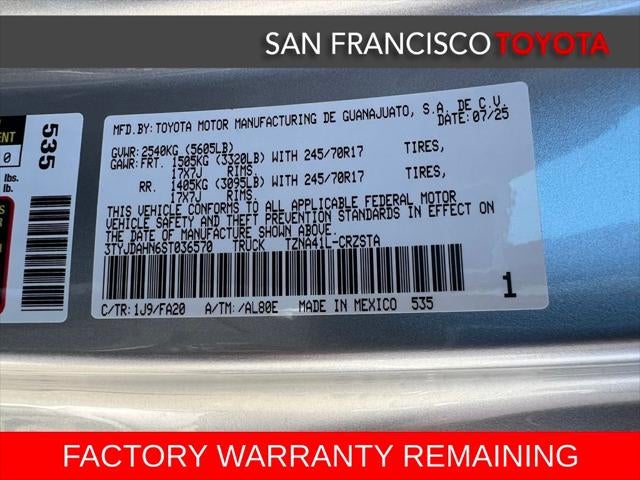 SAN FRANCISCO TOYOTA
MFD.BY: TOYOTA MOTOR MANUFACTURING DE GUANAJUATO, S.A. DE C.V.
DATE: 07/25
GVWR: 2540KG (5605LB)
GAWR: FRT. 1505KG (3320LB) WITH 245/70R17 TIRES,
17X7J RIMS.
RR. 1405KG (3095LB) WITH 245/70R17 TIRES,
17X7J RIMS.
THIS VEHICLE CONFORMS TO ALL APPLICABLE FEDERAL MOTOR
VEHICLE SAFETY AND THEFT PREVENTION STANDARDS IN EFFECT ON
THE DATE OF MANUFACTURE SHOWN ABOVE.
3TYJDAHN6ST036570 TRUCK TZNA41L-CRZSTA
C/TR: 1J9/FA20 A/TM: /AL80E MADE IN MEXICO 535
1
535
0
lbs.
lb.
FACTORY WARRANTY REMAINING